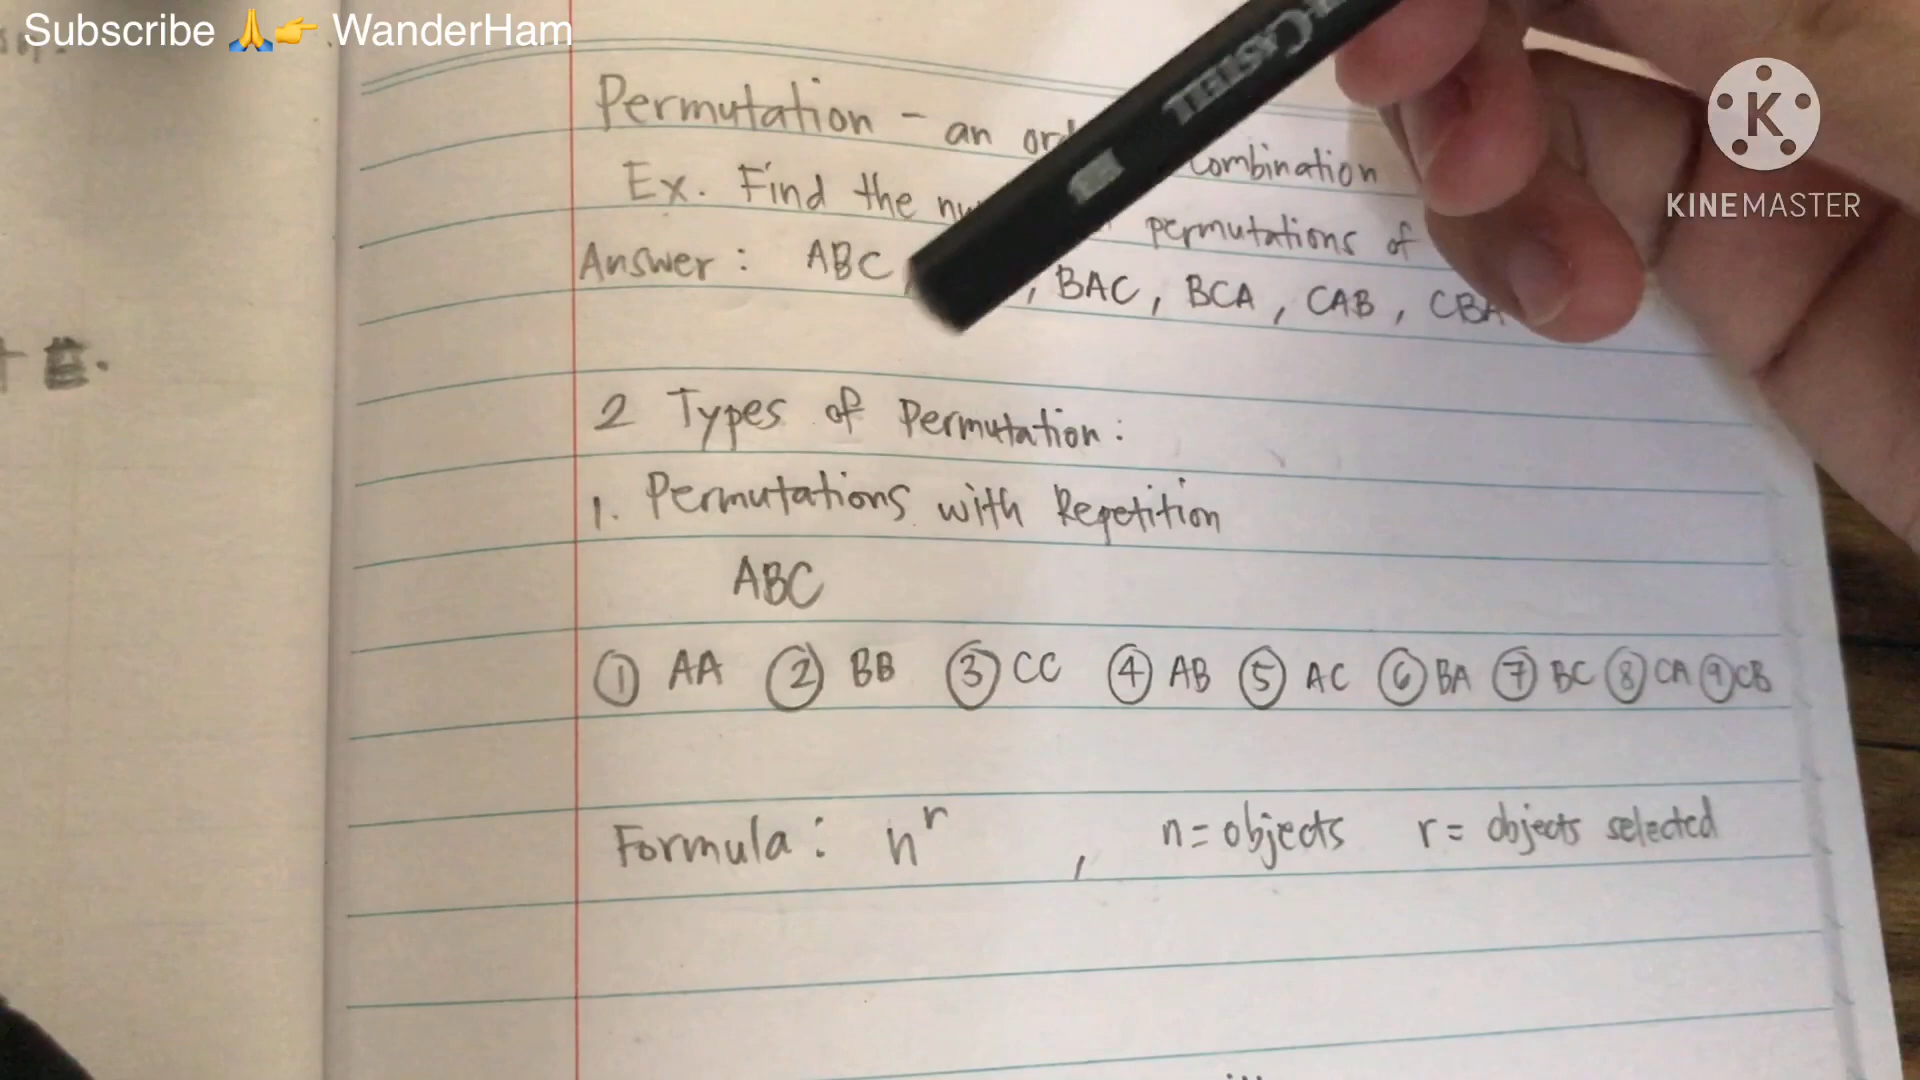 Subscribe 🙏👉 WanderHam
CASTELL
K
KINEMASTER
Permutation - an combination
Ex. Find the permutations of
Answer : ABC , BAC , BCA , CAB , CBA
2 Types of Permutation :
1. Permutations with Repetition
ABC
① AA ② BB ③ CC ④ AB ⑤ AC ⑥ BA ⑦ BC ⑧ CA ⑨ CB
Formula : n^r , n = objects r = objects selected